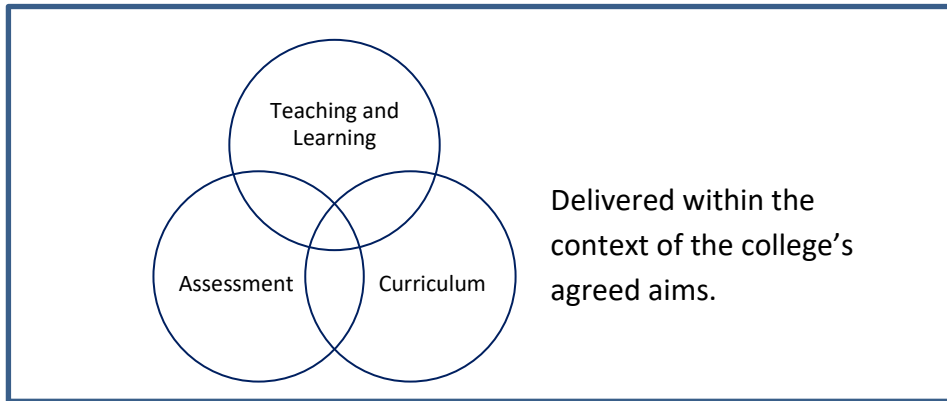 Teaching and
Learning
Assessment
Curriculum
Delivered within the
context of the college’s
agreed aims.